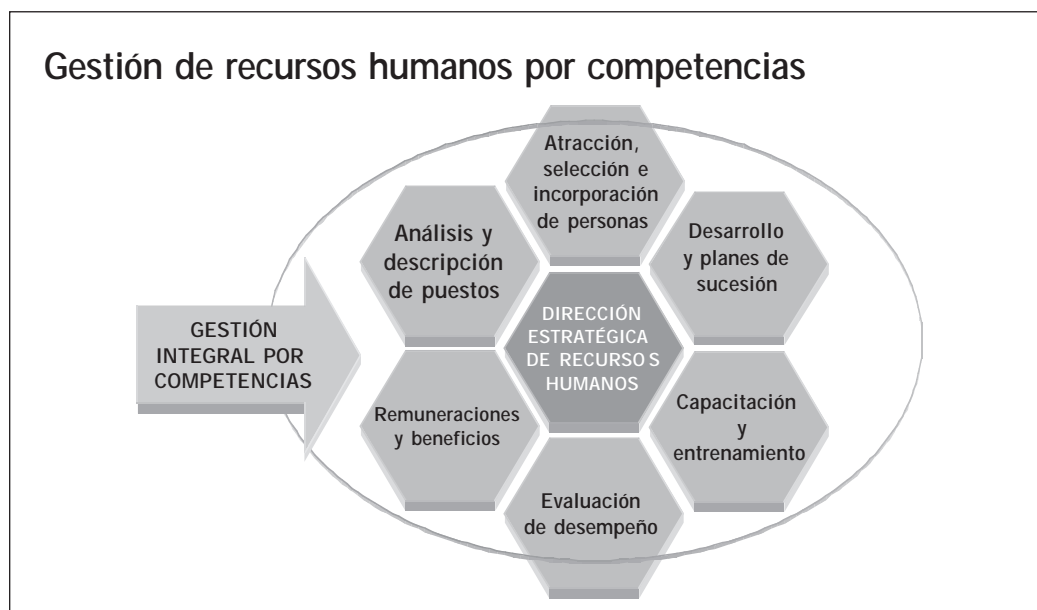 Gestión de recursos humanos por competencias
Atracción,
selección e
incorporación
de personas
Análisis y
descripción
de puestos
Desarrollo
y planes de
sucesión
DIRECCIÓN
ESTRATÉGICA
DE RECURSOS
HUMANOS
GESTIÓN
INTEGRAL POR
COMPETENCIAS
Remuneraciones
y beneficios
Capacitación
y
entrenamiento
Evaluación
de desempeño